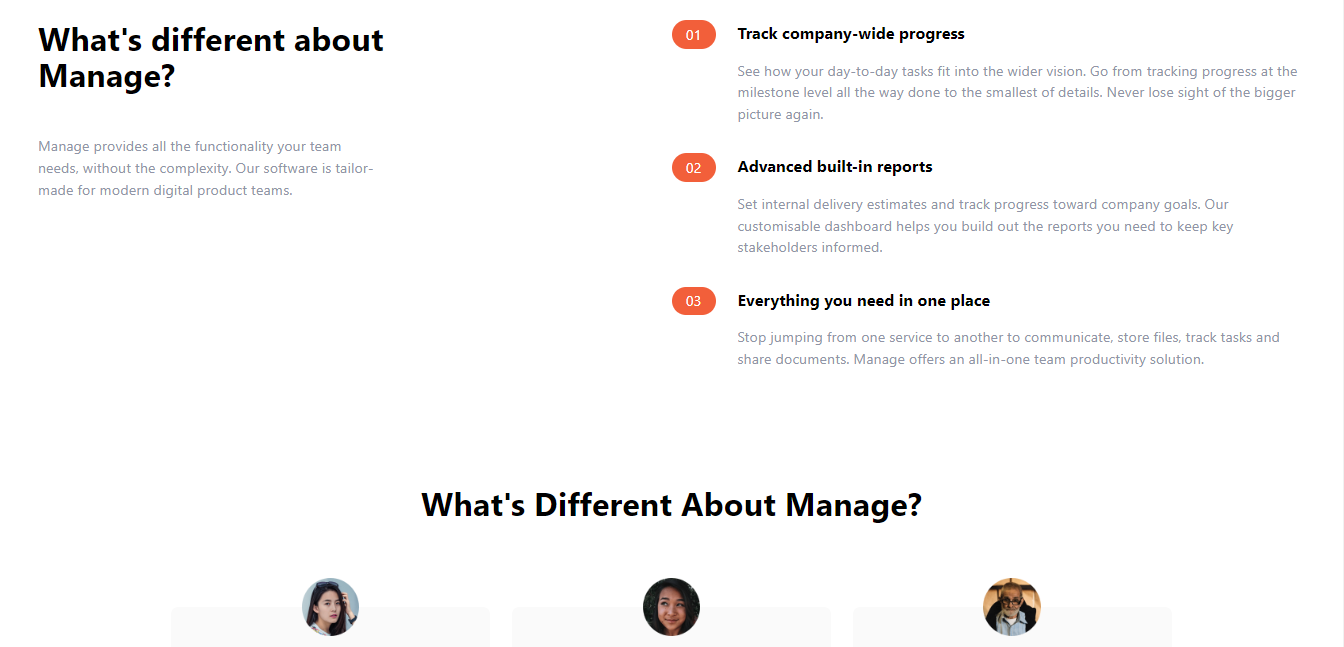 What's different about
Manage?
Manage provides all the functionality your team
needs, without the complexity. Our software is tailor-
made for modern digital product teams.
01
Track company-wide progress
See how your day-to-day tasks fit into the wider vision. Go from tracking progress at the
milestone level all the way done to the smallest of details. Never lose sight of the bigger
picture again.
02
Advanced built-in reports
Set internal delivery estimates and track progress toward company goals. Our
customisable dashboard helps you build out the reports you need to keep key
stakeholders informed.
03
Everything you need in one place
Stop jumping from one service to another to communicate, store files, track tasks and
share documents. Manage offers an all-in-one team productivity solution.
What's Different About Manage?